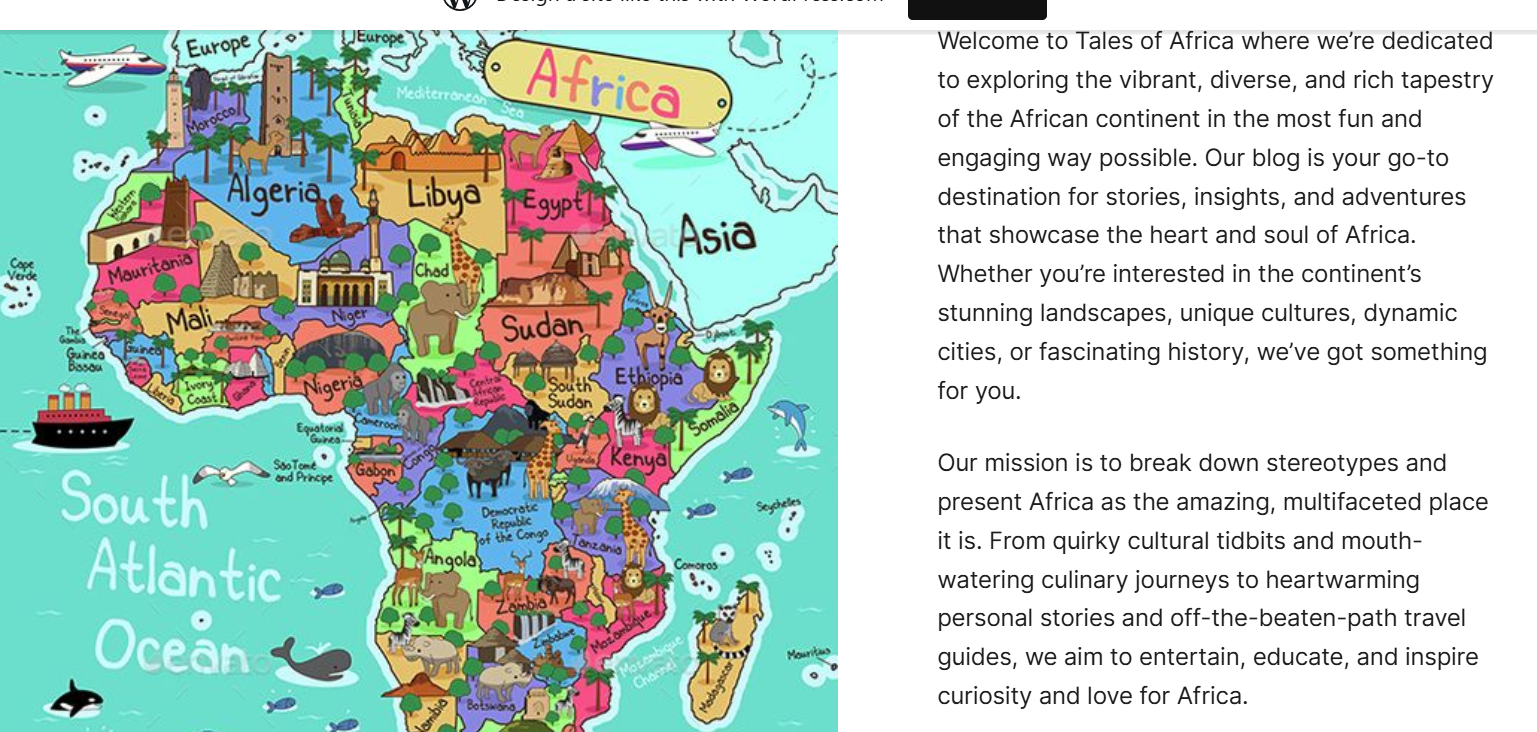 Design a site like this with WordPress.com
Europe
Europe
Africa
Mediterranean Sea
Morocco
Tunisia
Algeria
Libya
Egypt
Asia
Western Sahara
Mauritania
Chad
Cape
Verde
Senegal
Mali
Niger
Sudan
Eritrea
Djibouti
The
Gambia
Guinea
Bissau
Guinea
Ivory
Coast
Ghana
Liberia
Nigeria
Central
African
Republic
South
Sudan
Ethiopia
Somalia
Cameroon
Equatorial
Guinea
Gabon
Congo
Uganda
Kenya
São Tomé
and Principe
South
Atlantic
Ocean
Democratic
Republic
of the Congo
Tanzania
Seychelles
Angola
Comoros
Zambia
Zimbabwe
Mozambique
Mozambique
Channel
Madagascar
Mauritus
Botswana
envato
Welcome to Tales of Africa where we’re dedicated
to exploring the vibrant, diverse, and rich tapestry
of the African continent in the most fun and
engaging way possible. Our blog is your go-to
destination for stories, insights, and adventures
that showcase the heart and soul of Africa.
Whether you’re interested in the continent’s
stunning landscapes, unique cultures, dynamic
cities, or fascinating history, we’ve got something
for you.
Our mission is to break down stereotypes and
present Africa as the amazing, multifaceted place
it is. From quirky cultural tidbits and mouth-
watering culinary journeys to heartwarming
personal stories and off-the-beaten-path travel
guides, we aim to entertain, educate, and inspire
curiosity and love for Africa.